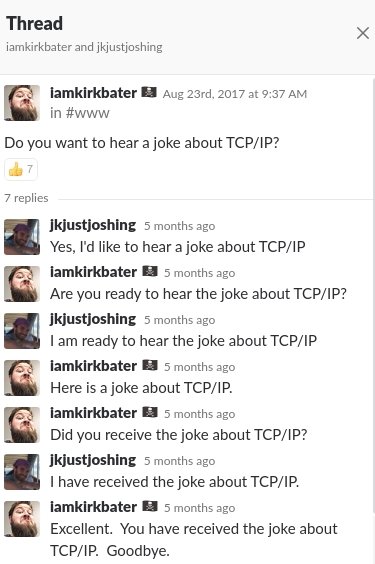 Thread
iamkirkbater and jkjustjoshing
iamkirkbater Aug 23rd, 2017 at 9:37 AM
in #www
Do you want to hear a joke about TCP/IP?
7
7 replies
jkjustjoshing 5 months ago
Yes, I'd like to hear a joke about TCP/IP
iamkirkbater 5 months ago
Are you ready to hear the joke about TCP/IP?
jkjustjoshing 5 months ago
I am ready to hear the joke about TCP/IP
iamkirkbater 5 months ago
Here is a joke about TCP/IP.
iamkirkbater 5 months ago
Did you receive the joke about TCP/IP?
jkjustjoshing 5 months ago
I have received the joke about TCP/IP.
iamkirkbater 5 months ago
Excellent.  You have received the joke about
TCP/IP.  Goodbye.